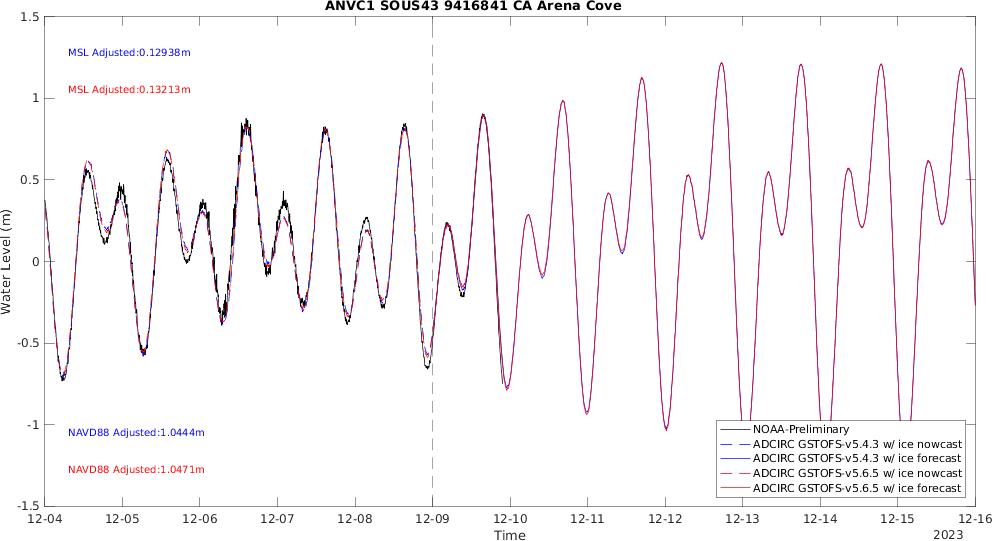 ANVC1 SOUS43 9416841 CA Arena Cove
1.5
1
0.5
0
-0.5
-1
-1.5
Water Level (m)
MSL Adjusted:0.12938m
MSL Adjusted:0.13213m
NAVD88 Adjusted:1.0444m
NAVD88 Adjusted:1.0471m
NOAA-Preliminary
ADCIRC GSTOFS-v5.4.3 w/ ice nowcast
ADCIRC GSTOFS-v5.4.3 w/ ice forecast
ADCIRC GSTOFS-v5.6.5 w/ ice nowcast
ADCIRC GSTOFS-v5.6.5 w/ ice forecast
12-04 12-05 12-06 12-07 12-08 12-09 12-10 12-11 12-12 12-13 12-14 12-15 12-16
Time
2023